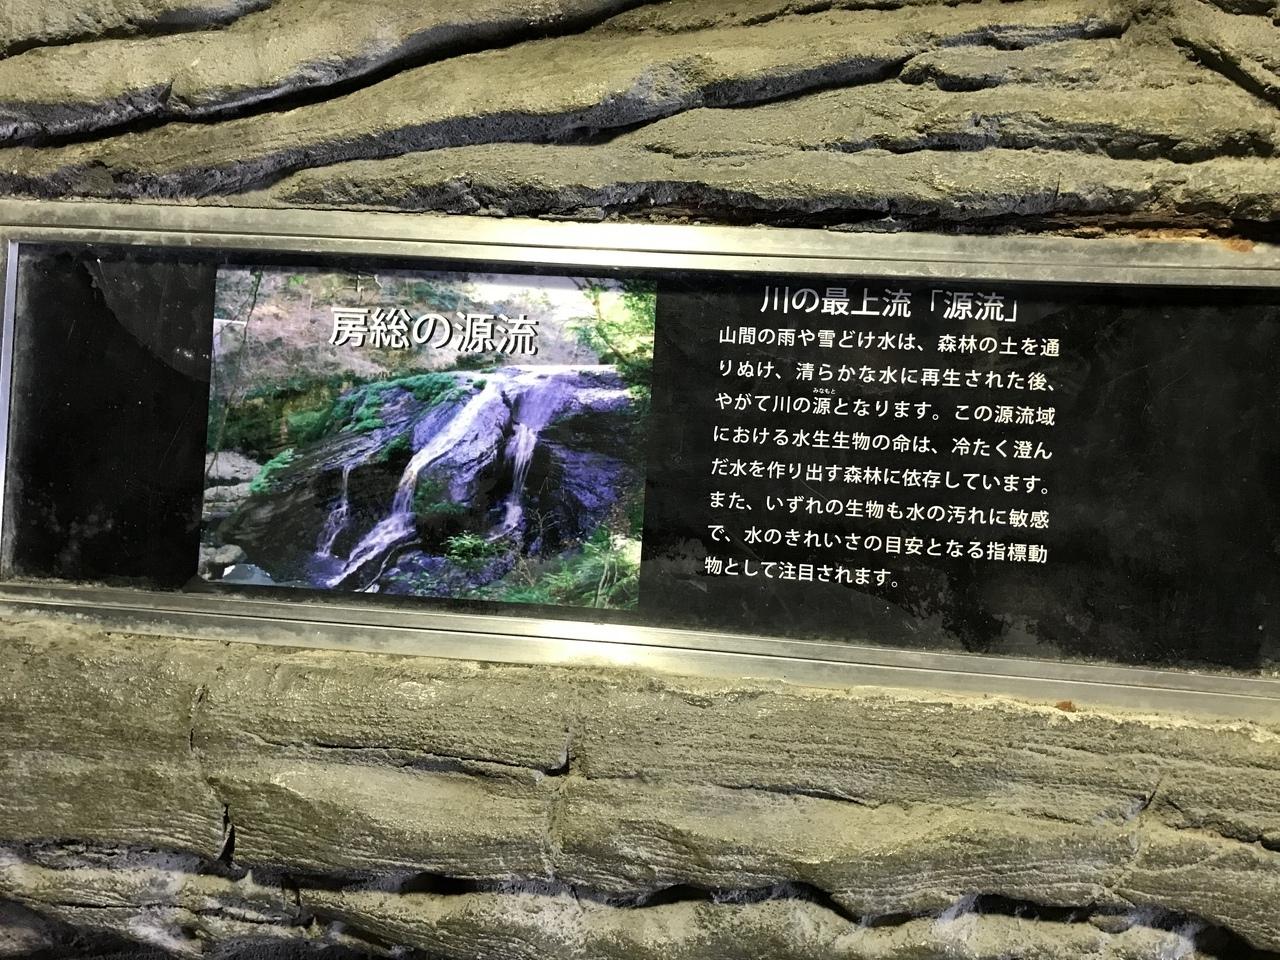 房総の源流
川の最上流「源流」
山間の雨や雪どけ水は、森林の土を通
りぬけ、清らかな水に再生された後、
みなもと
やがて川の源となります。この源流域
における水生生物の命は、冷たく澄ん
だ水を作り出す森林に依存しています。
また、いずれの生物も水の汚れに敏感
で、水のきれいさの目安となる指標動
物として注目されます。